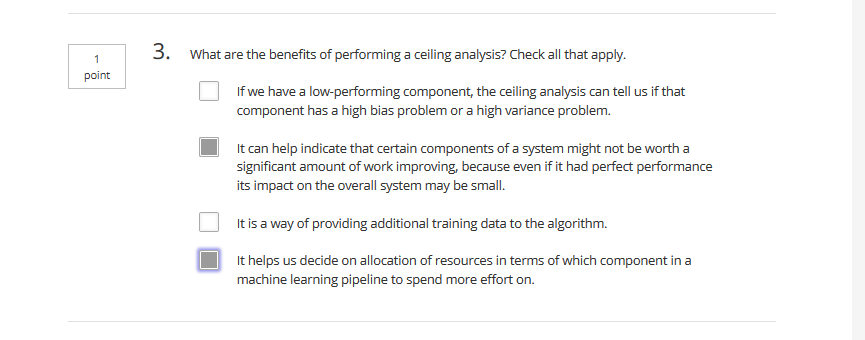 3. What are the benefits of performing a ceiling analysis? Check all that apply.
1
point
If we have a low-performing component, the ceiling analysis can tell us if that
component has a high bias problem or a high variance problem.
It can help indicate that certain components of a system might not be worth a
significant amount of work improving, because even if it had perfect performance
its impact on the overall system may be small.
It is a way of providing additional training data to the algorithm.
It helps us decide on allocation of resources in terms of which component in a
machine learning pipeline to spend more effort on.